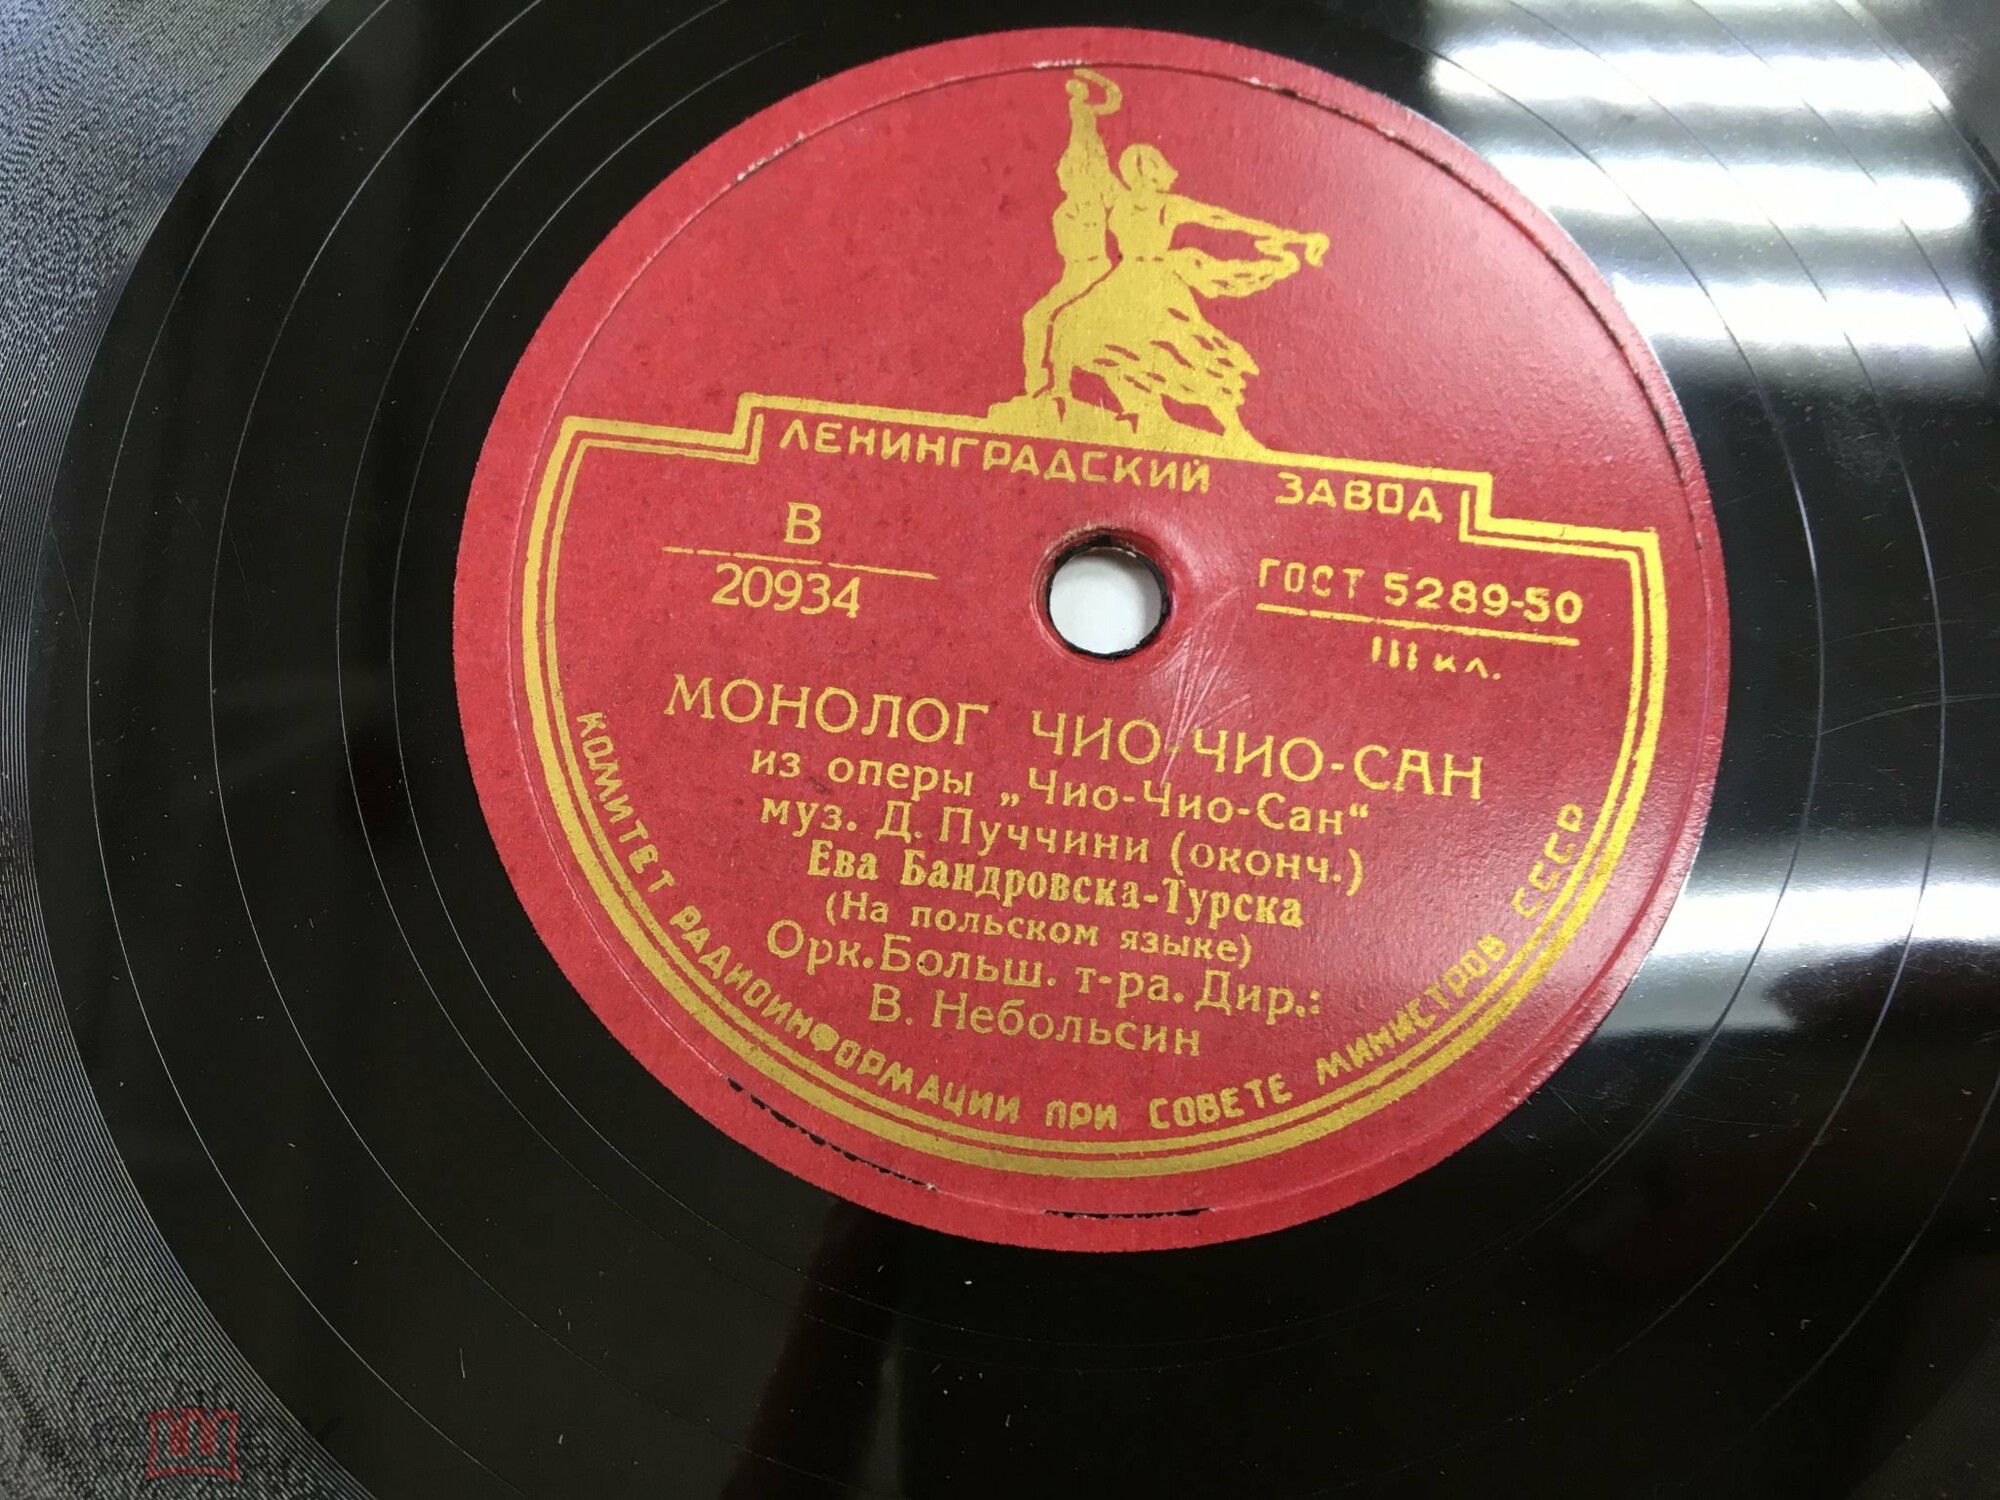 ЛЕНИНГРАДСКИЙ ЗАВОД
В
20934
ГОСТ 5289-50
III кл.
МОНОЛОГ ЧИО-ЧИО-САН
из оперы „Чио-Чио-Сан“
муз. Д. Пуччини (оконч.)
Ева Бандровска-Турска
(На польском языке)
Орк.Больш. т-ра. Дир.:
В. Небольсин
КОМИТЕТ РАДИОИНФОРМАЦИИ ПРИ СОВЕТЕ МИНИСТРОВ СССР